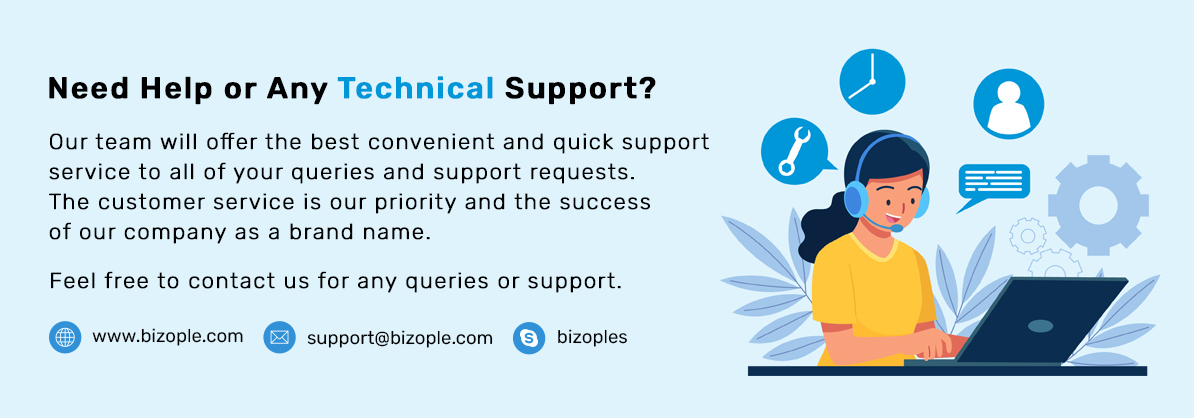 Need Help or Any Technical Support?
Our team will offer the best convenient and quick support
service to all of your queries and support requests.
The customer service is our priority and the success
of our company as a brand name.
Feel free to contact us for any queries or support.
www.bizople.com support@bizople.com bizoples